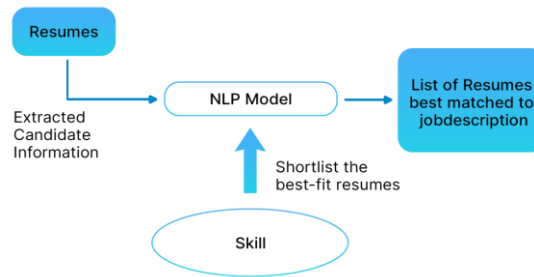 Resumes
NLP Model
List of Resumes
best matched to
jobdescription
Extracted
Candidate
Information
Shortlist the
best-fit resumes
Skill